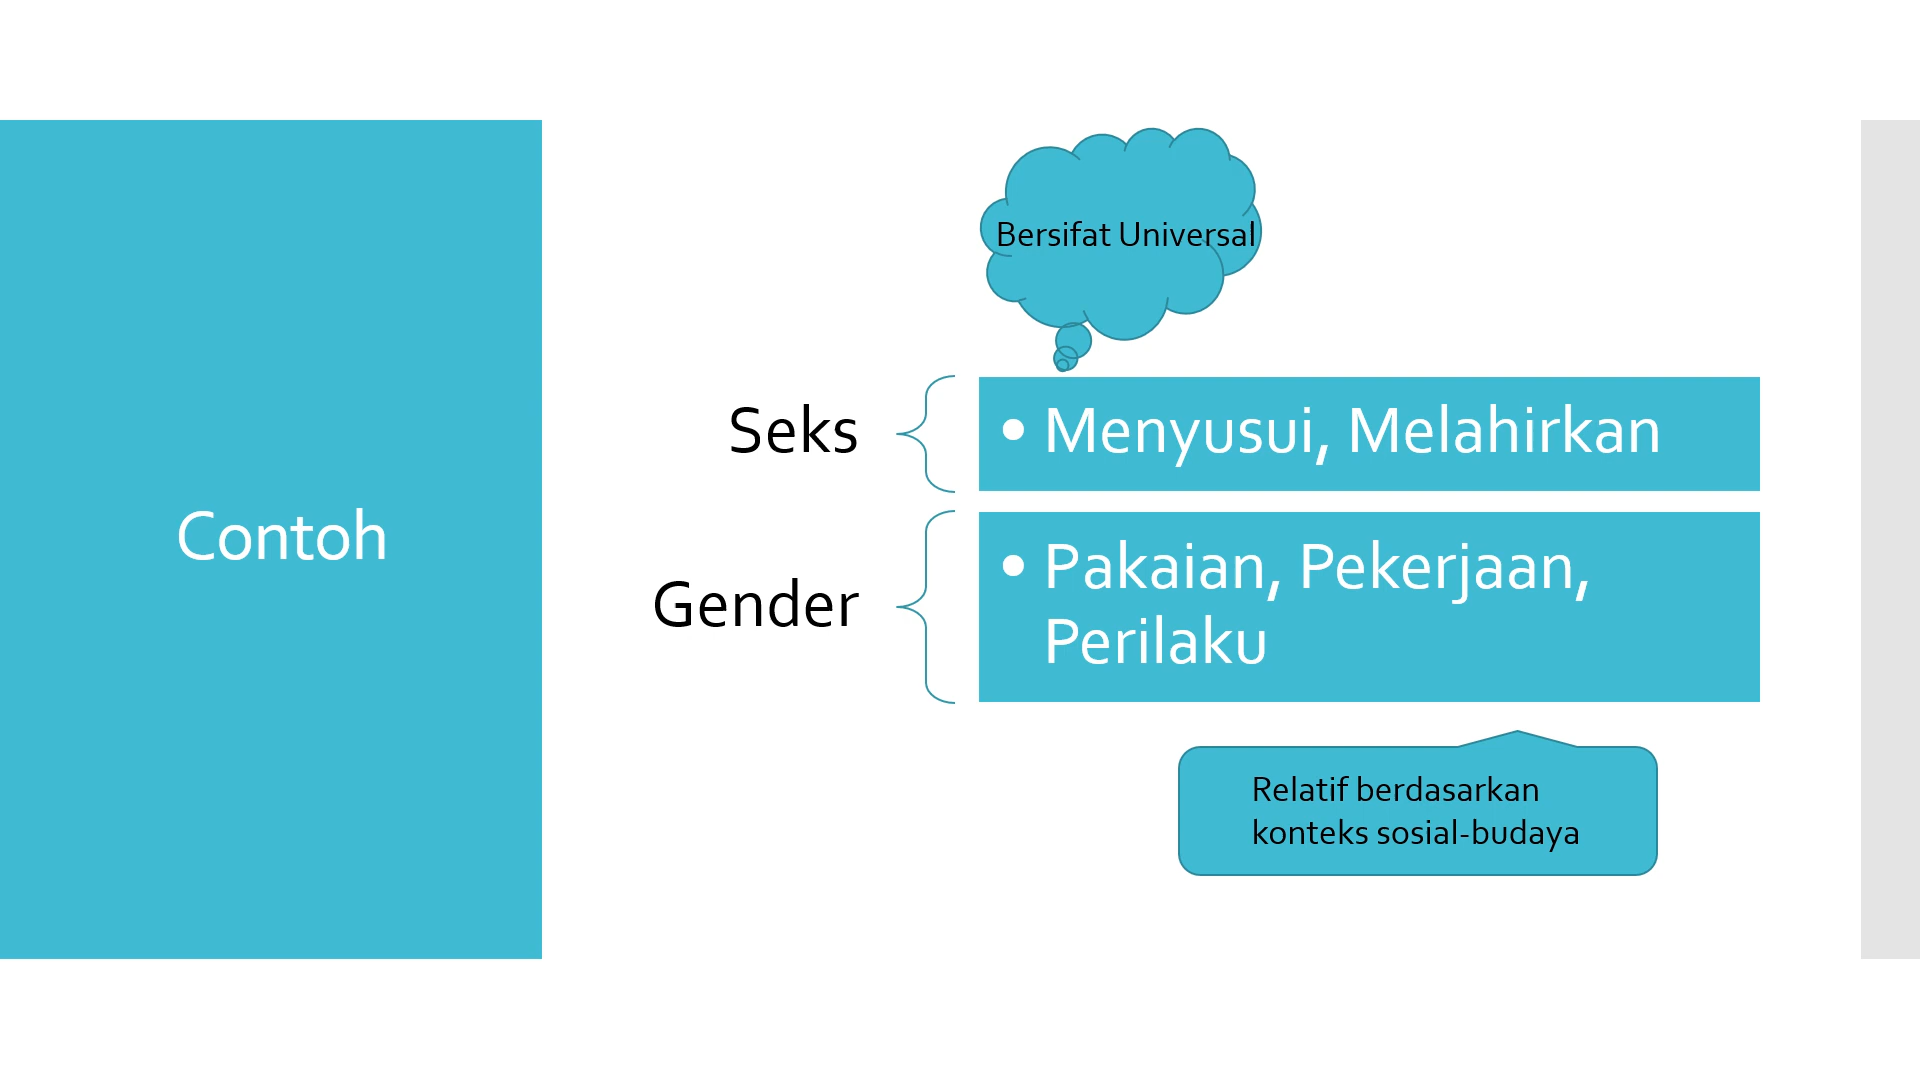 Contoh
Bersifat Universal
Seks
• Menyusui, Melahirkan
Gender
• Pakaian, Pekerjaan,
Perilaku
Relatif berdasarkan
konteks sosial-budaya